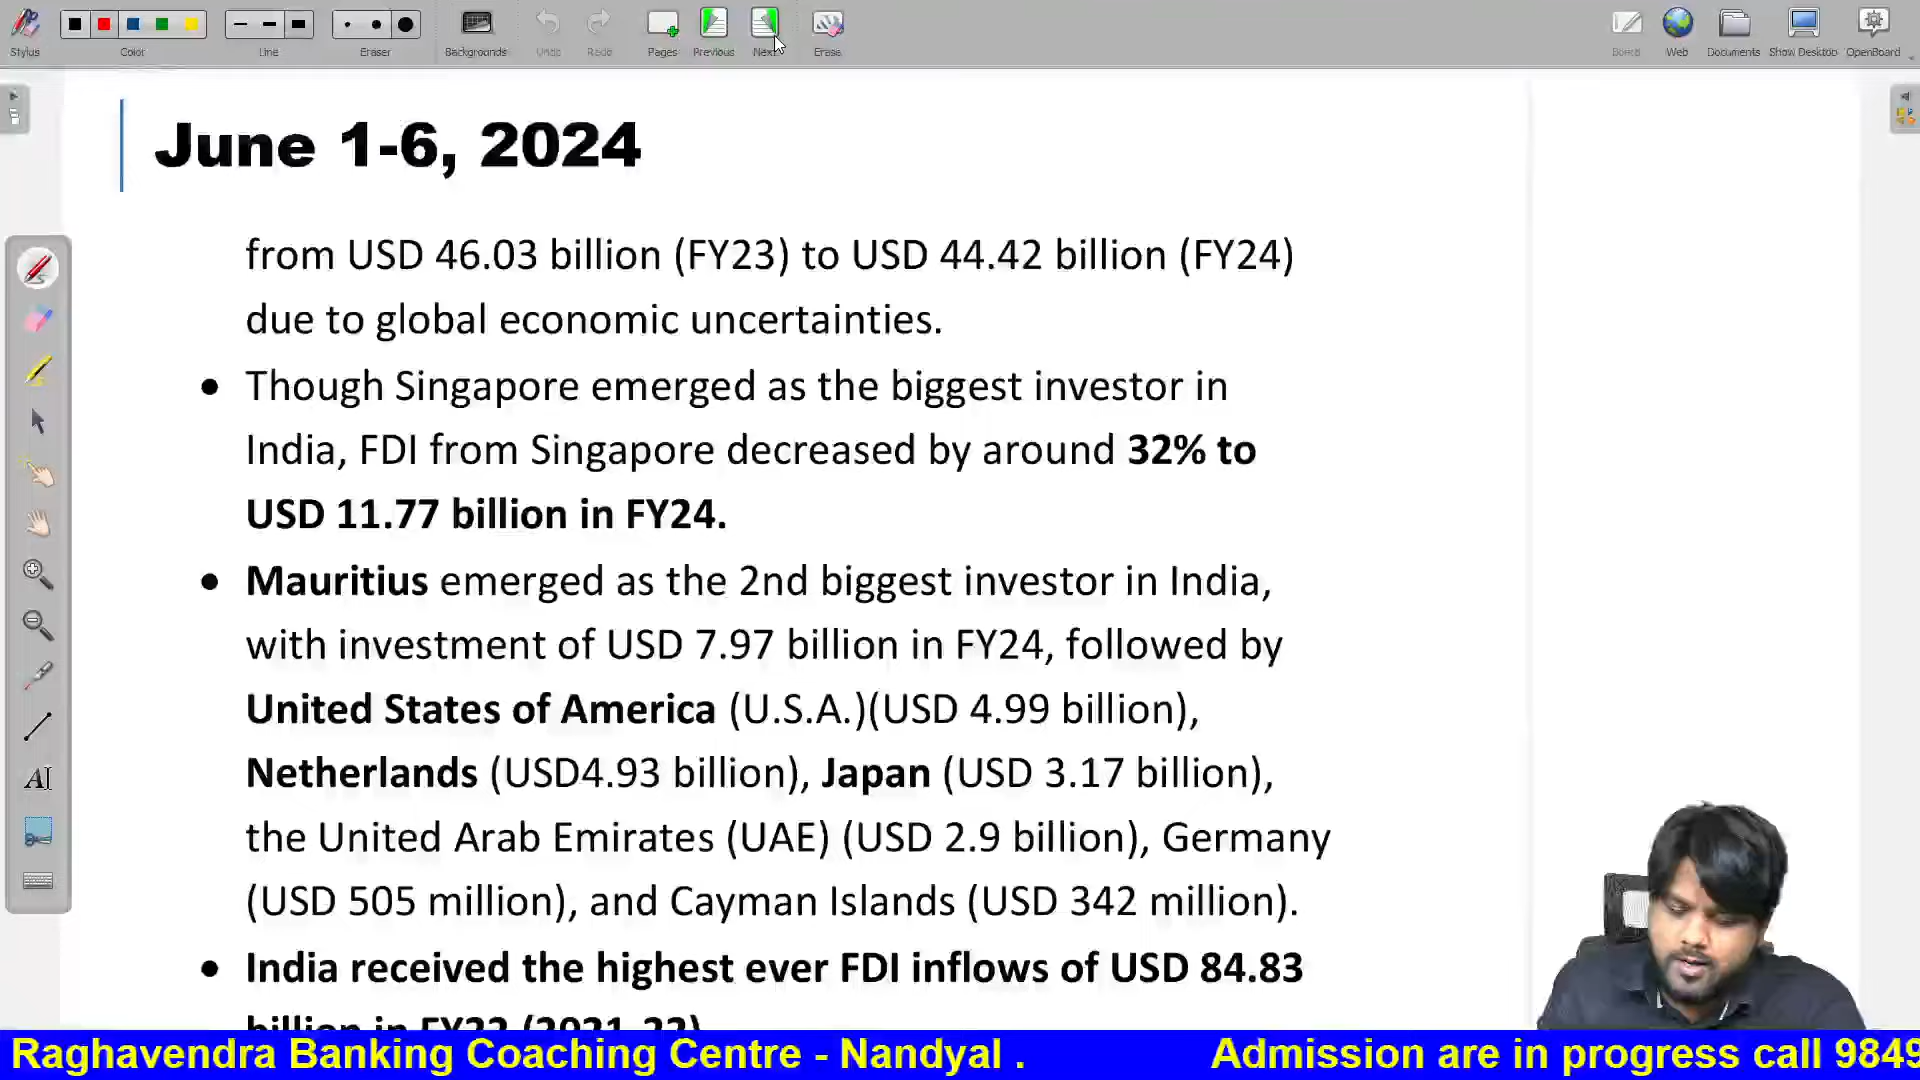 Stylus Color Line Eraser Backgrounds Undo Redo Pages Previous Next Erase Board Web Documents Show Desktop OpenBoard
June 1-6, 2024
from USD 46.03 billion (FY23) to USD 44.42 billion (FY24)
due to global economic uncertainties.
• Though Singapore emerged as the biggest investor in
India, FDI from Singapore decreased by around 32% to
USD 11.77 billion in FY24.
• Mauritius emerged as the 2nd biggest investor in India,
with investment of USD 7.97 billion in FY24, followed by
United States of America (U.S.A.)(USD 4.99 billion),
Netherlands (USD4.93 billion), Japan (USD 3.17 billion),
the United Arab Emirates (UAE) (USD 2.9 billion), Germany
(USD 505 million), and Cayman Islands (USD 342 million).
• India received the highest ever FDI inflows of USD 84.83
billion in FY22 (2021-22)
Raghavendra Banking Coaching Centre - Nandyal . Admission are in progress call 9849